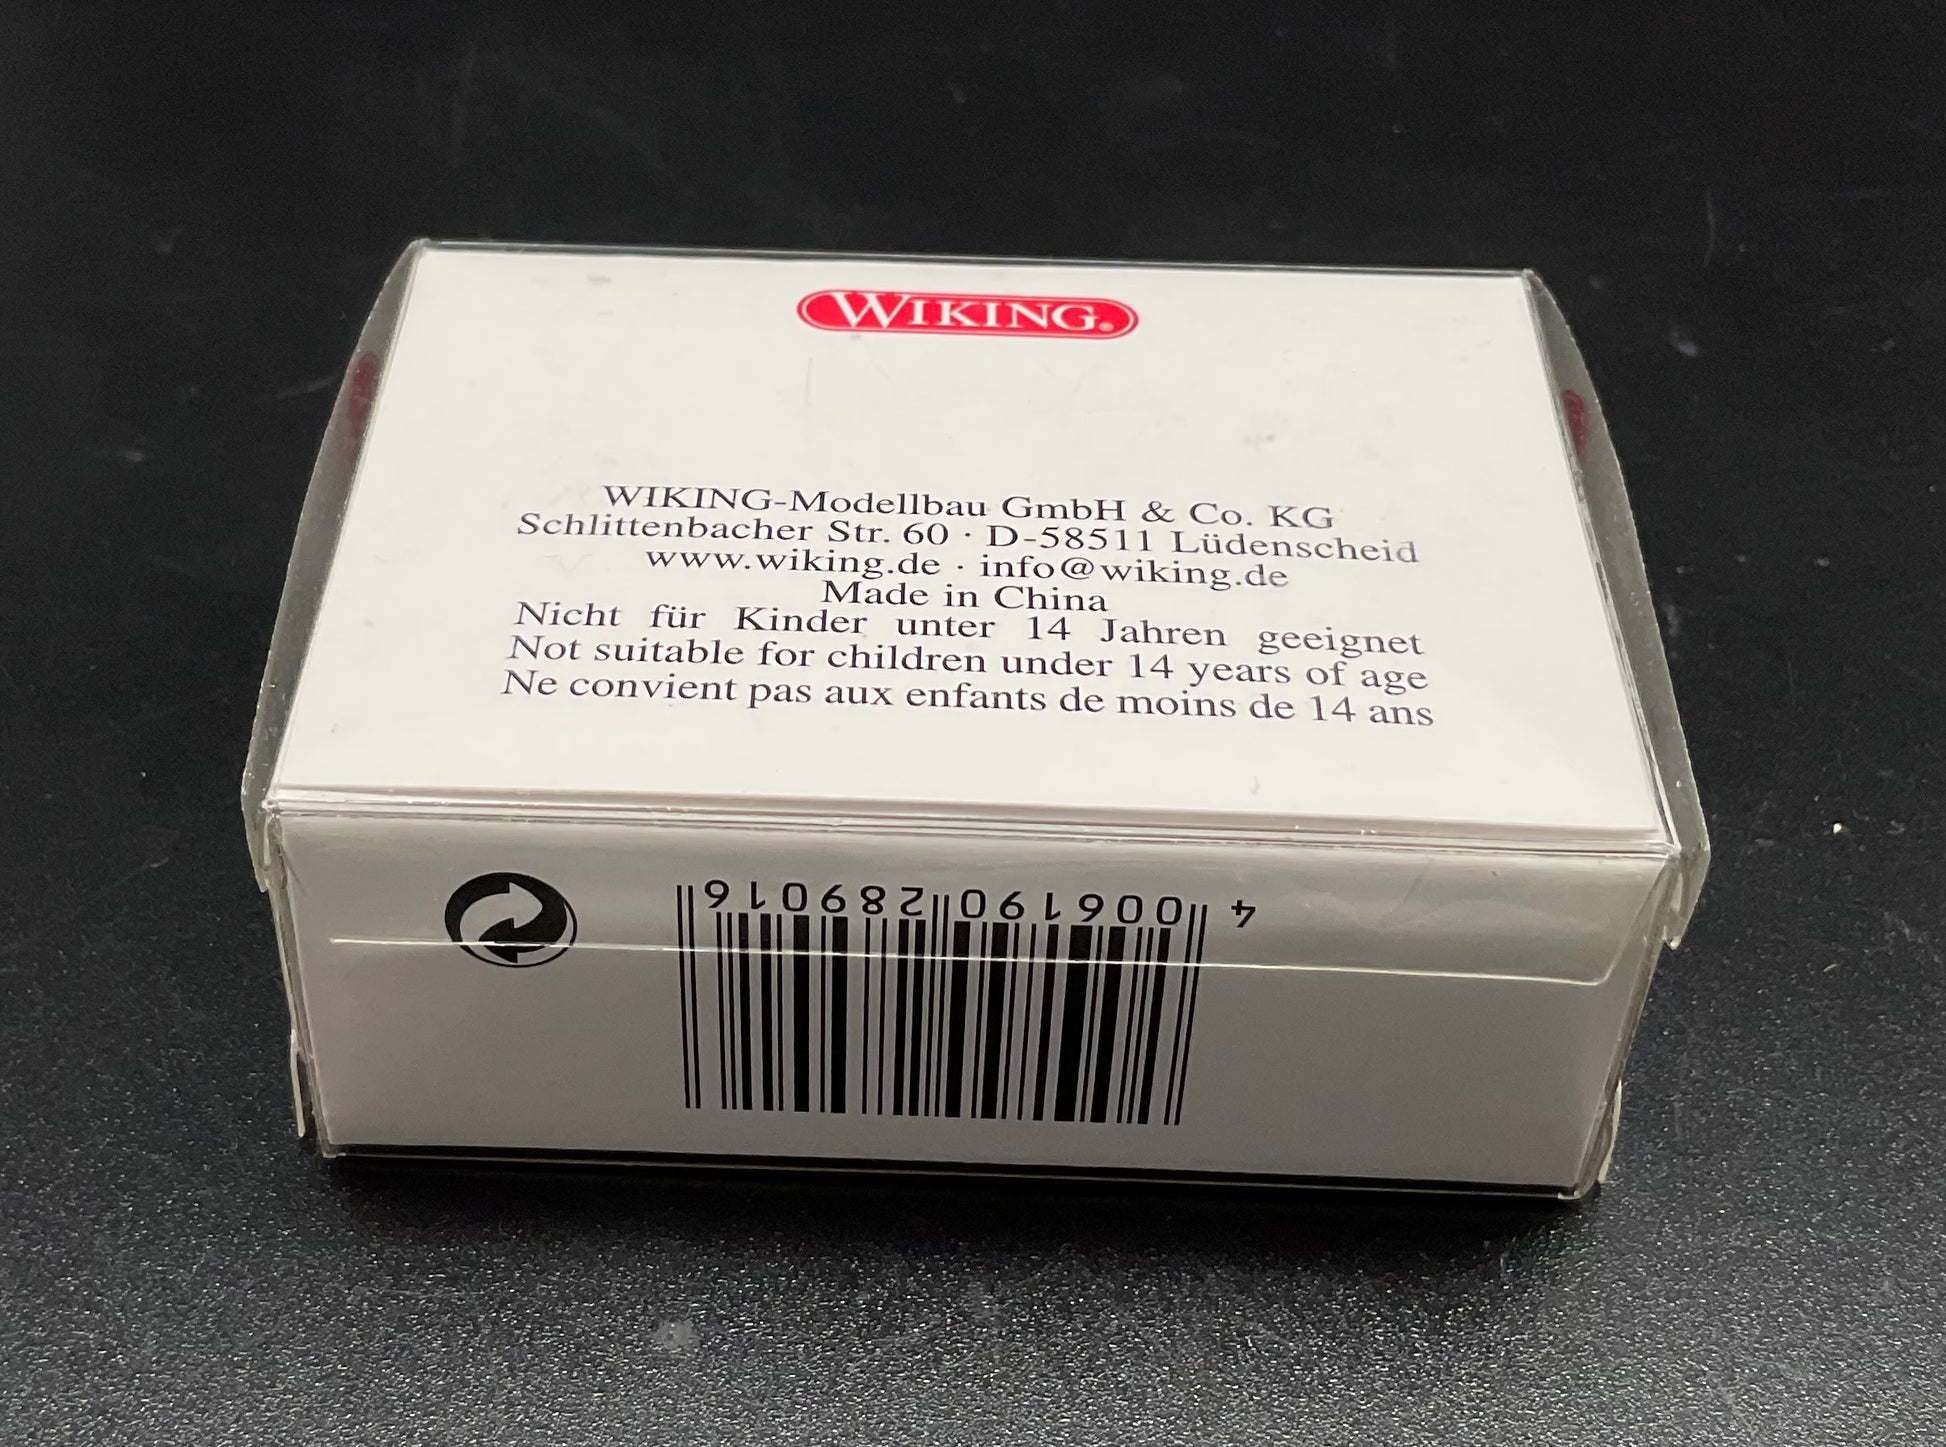 WIKING®
WIKING-Modellbau GmbH & Co. KG
Schlittenbacher Str. 60 · D-58511 Lüdenscheid
www.wiking.de · info@wiking.de
Made in China
Nicht für Kinder unter 14 Jahren geeignet
Not suitable for children under 14 years of age
Ne convient pas aux enfants de moins de 14 ans
4 006190 289016